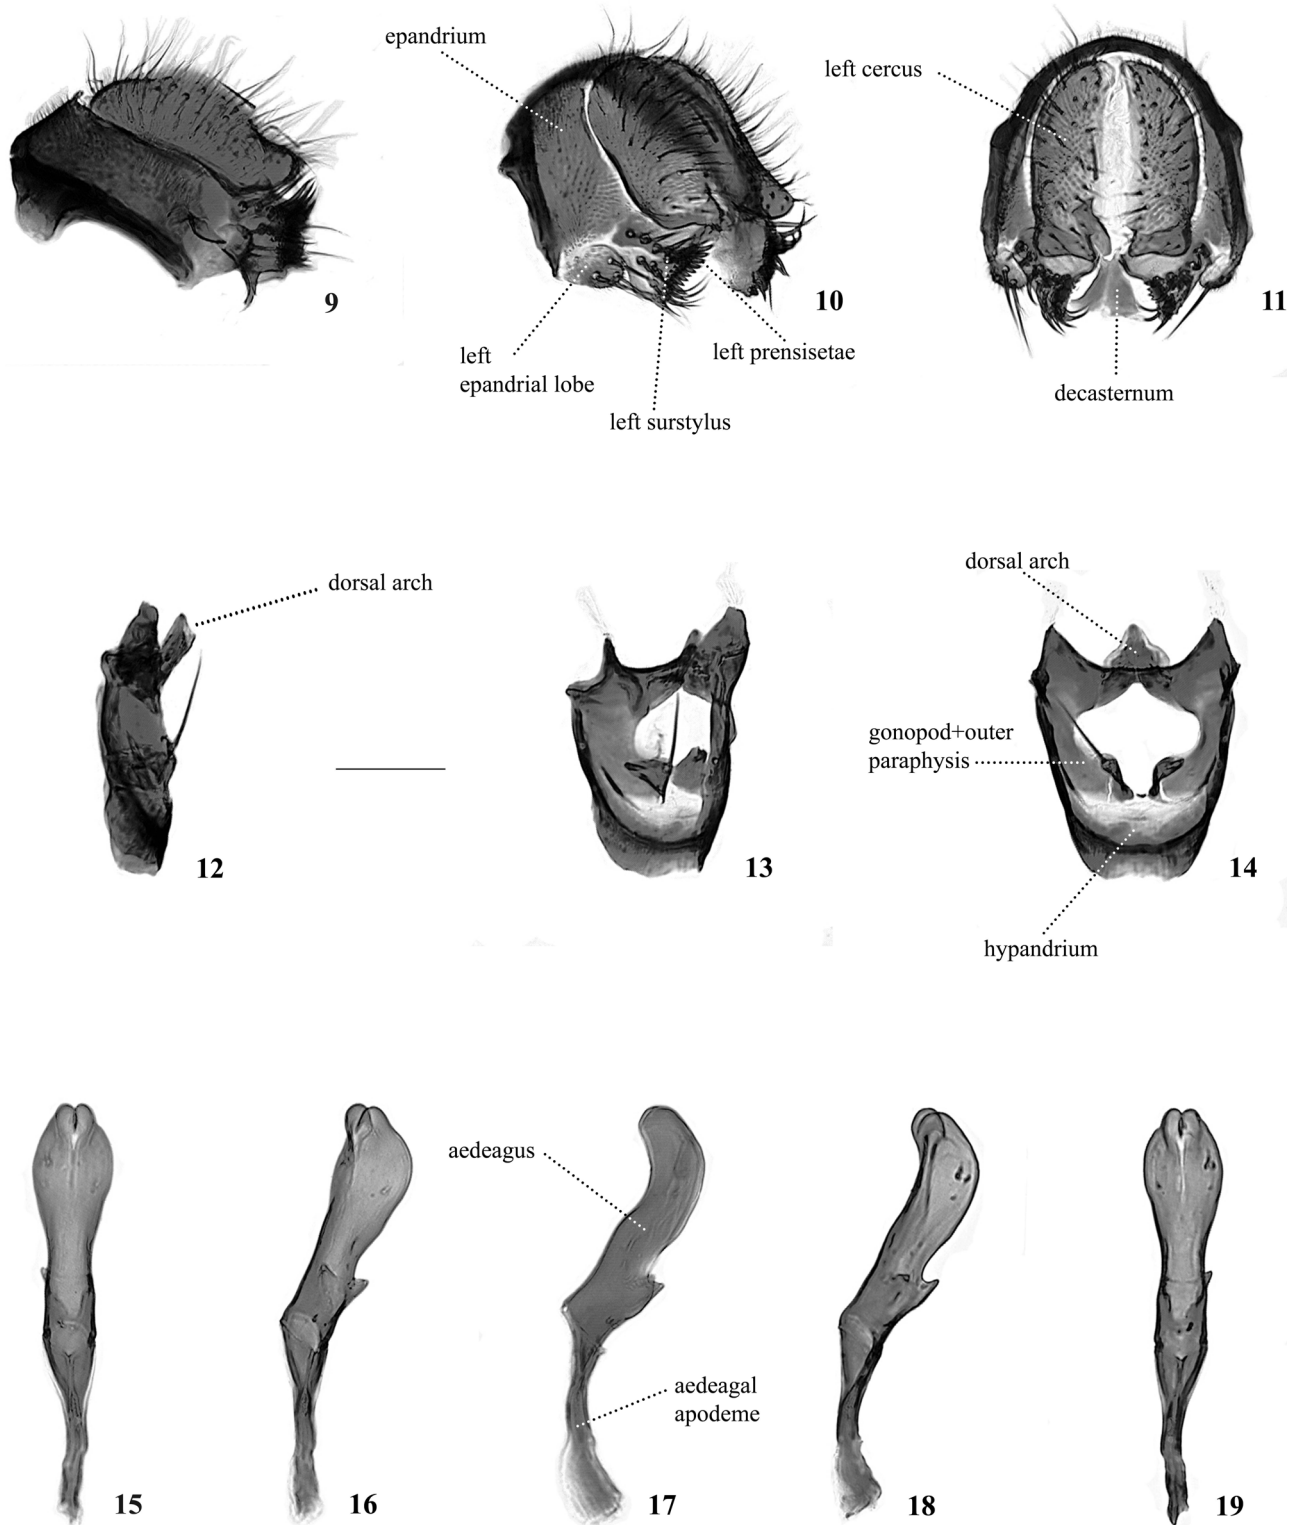 epandrium
left cercus
9
10
11
left
epandrial lobe
left prensisetae
left surstylus
decasternum
dorsal arch
dorsal arch
gonopod+outer
paraphysis
12
13
14
hypandrium
aedeagus
aedeagal
apodeme
15
16
17
18
19